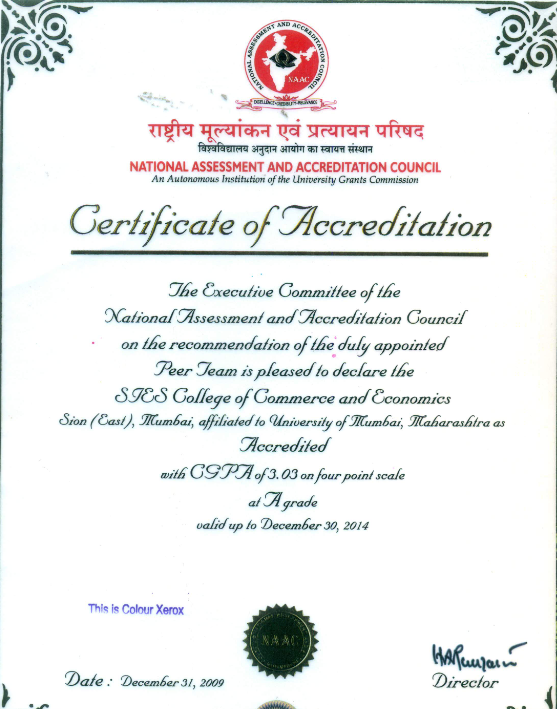 NATIONAL ASSESSMENT AND ACCREDITATION COUNCIL
NAAC
EXCELLENCE • CREDIBILITY • RELEVANCE
राष्ट्रीय मूल्यांकन एवं प्रत्यायन परिषद
विश्वविद्यालय अनुदान आयोग का स्वायत्त संस्थान
NATIONAL ASSESSMENT AND ACCREDITATION COUNCIL
An Autonomous Institution of the University Grants Commission
Certificate of Accreditation
The Executive Committee of the
National Assessment and Accreditation Council
on the recommendation of the duly appointed
Peer Team is pleased to declare the
SIES College of Commerce and Economics
Sion (East), Mumbai, affiliated to University of Mumbai, Maharashtra as
Accredited
with CGPA of 3.03 on four point scale
at A grade
valid up to December 30, 2014
This is Colour Xerox
NAAC
Date : December 31, 2009
Director